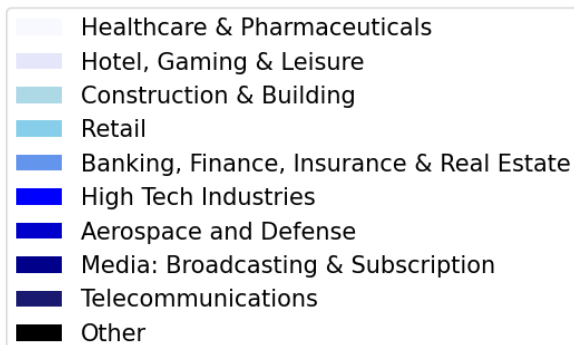 Healthcare & Pharmaceuticals
Hotel, Gaming & Leisure
Construction & Building
Retail
Banking, Finance, Insurance & Real Estate
High Tech Industries
Aerospace and Defense
Media: Broadcasting & Subscription
Telecommunications
Other